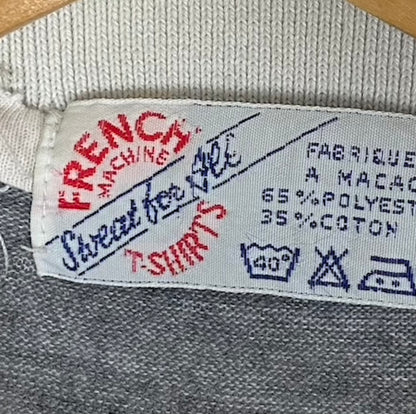 FRENCH
MACHINE
Sweat for All
T-SHIRTS
FABRIQUE
A MACAO
65%POLYEST
35%COTON
40°